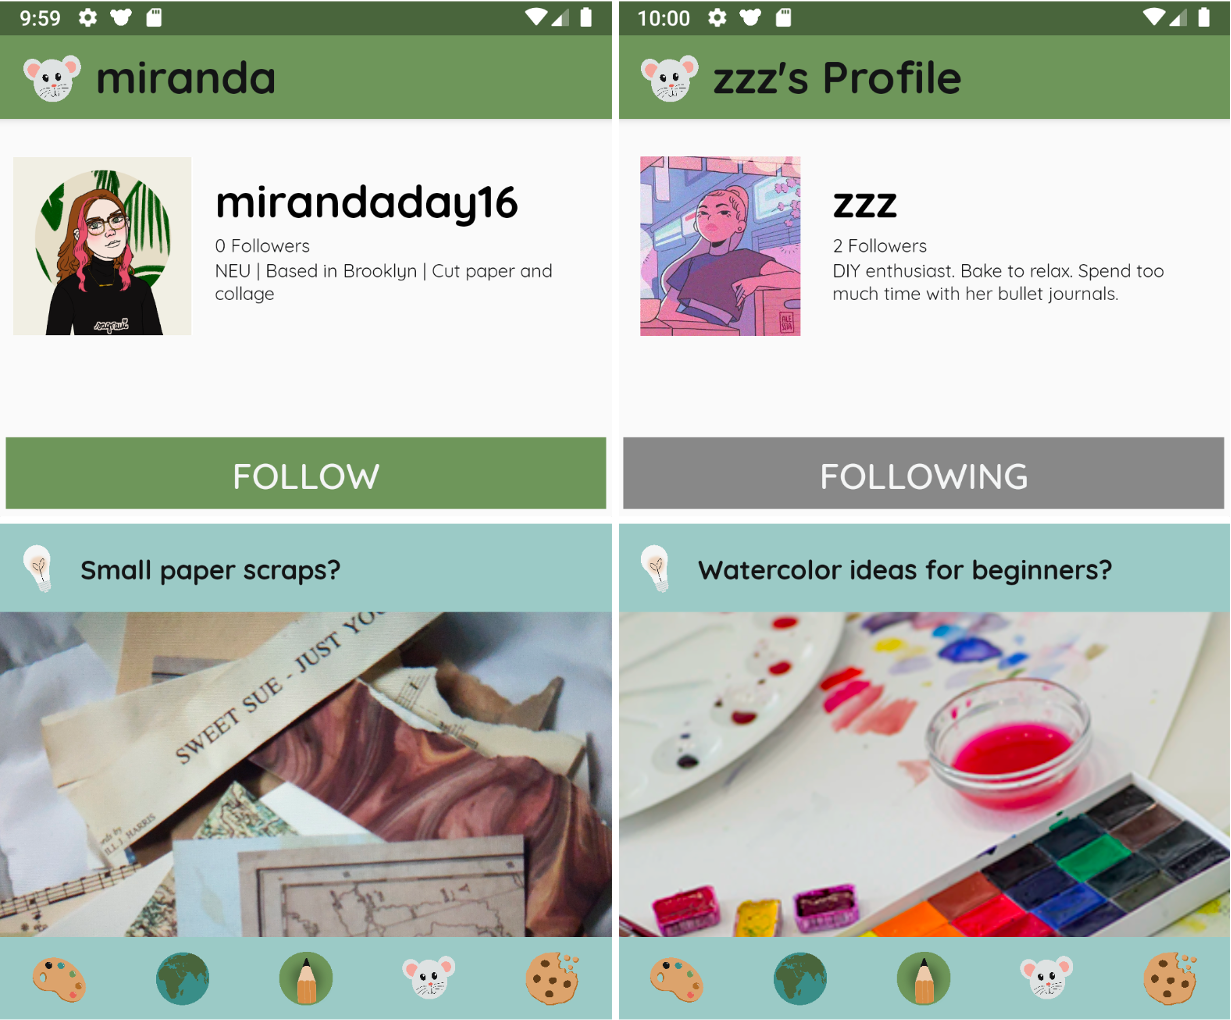 9:59
miranda
mirandaday16
0 Followers
NEU | Based in Brooklyn | Cut paper and
collage
FOLLOW
Small paper scraps?
SWEET SUE - JUST YOU
HARRIS
10:00
zzz's Profile
zzz
2 Followers
DIY enthusiast. Bake to relax. Spend too
much time with her bullet journals.
FOLLOWING
Watercolor ideas for beginners?